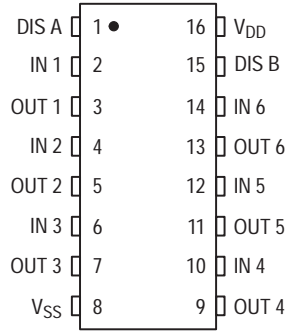 DIS A 1 16 VDD
IN 1 2 15 DIS B
OUT 1 3 14 IN 6
IN 2 4 13 OUT 6
OUT 2 5 12 IN 5
IN 3 6 11 OUT 5
OUT 3 7 10 IN 4
VSS 8 9 OUT 4